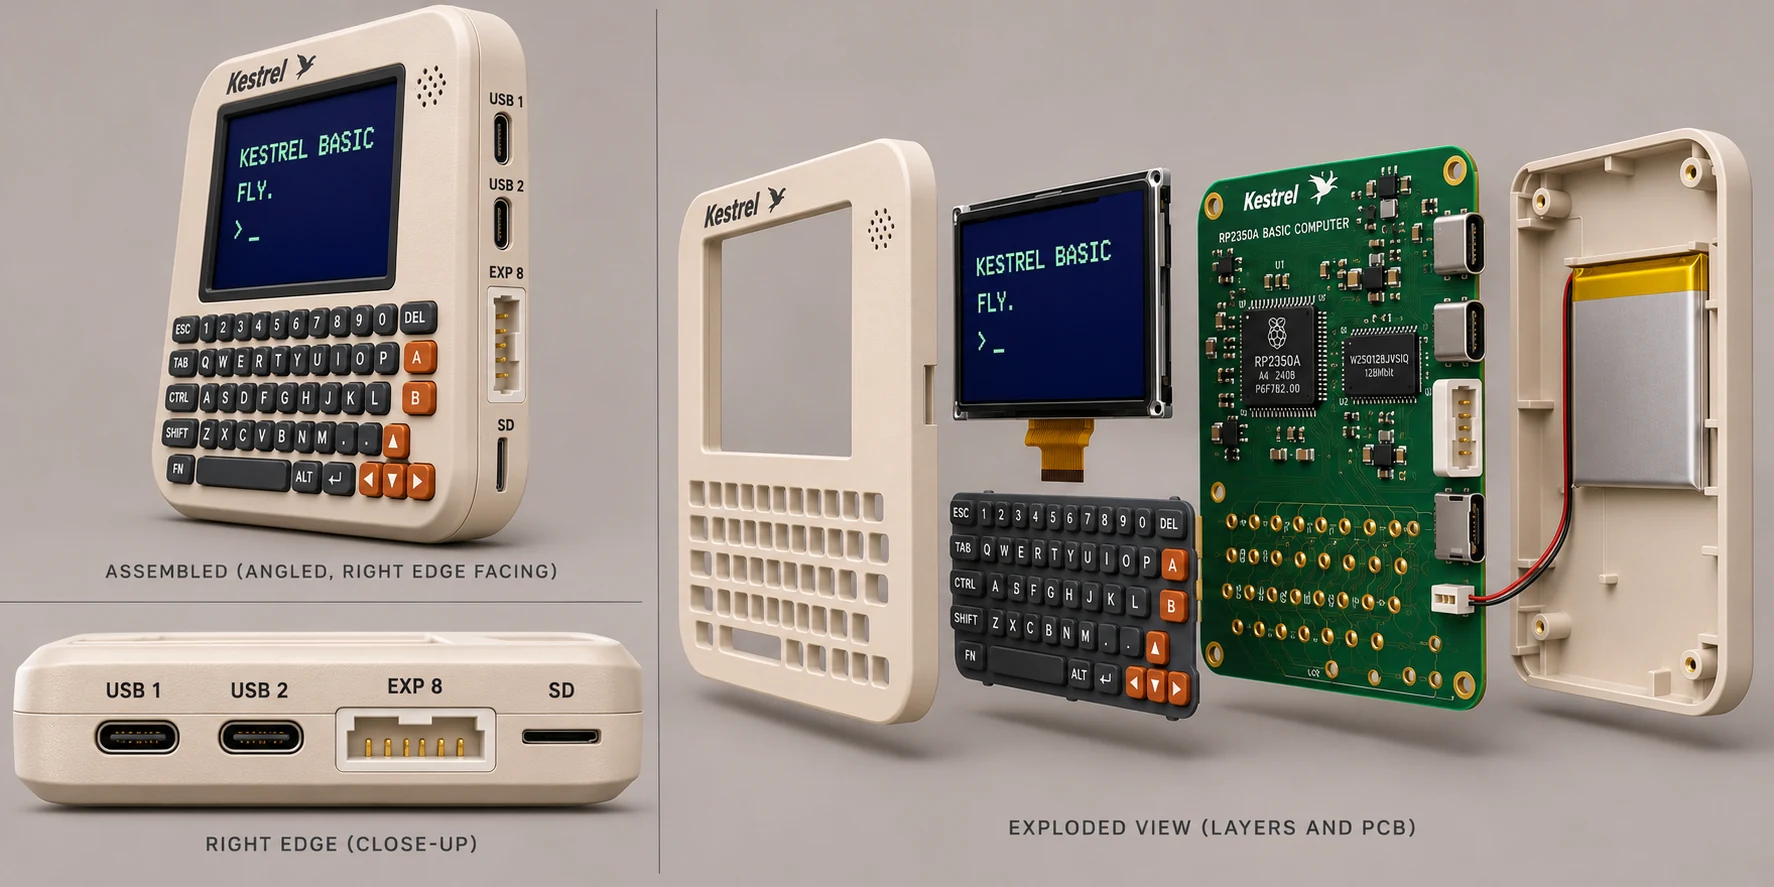 Kestrel
USB 1
KESTREL BASIC
FLY.
>_
USB 2
EXP 8
SD
ESC 1 2 3 4 5 6 7 8 9 0 DEL
TAB Q W E R T Y U I O P A
CTRL A S D F G H J K L B
SHIFT Z X C V B N M . .
FN ALT
ASSEMBLED (ANGLED, RIGHT EDGE FACING)
USB 1 USB 2 EXP 8 SD
RIGHT EDGE (CLOSE-UP)
Kestrel
KESTREL BASIC
FLY.
>_
ESC 1 2 3 4 5 6 7 8 9 0 DEL
TAB Q W E R T Y U I O P A
CTRL A S F G H J K L B
SHIFT Z X C B N M . .
FN ALT
Kestrel
RP2350A BASIC COMPUTER
U1
RP2350A
A4 240B
P6F7B2.00
W25012BJVSIQ
128Mbit
U2
EXPLODED VIEW (LAYERS AND PCB)